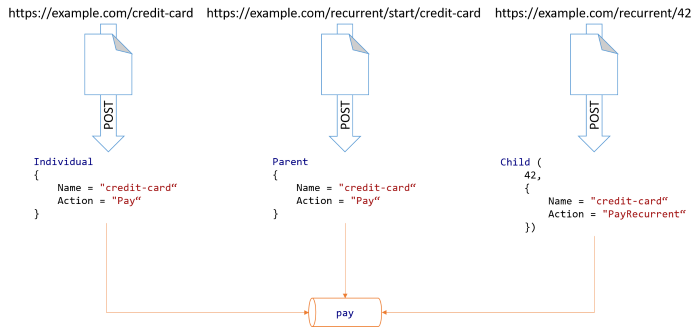 https://example.com/credit-card
https://example.com/recurrent/start/credit-card
https://example.com/recurrent/42
POST
POST
POST
Individual
{
Name = "credit-card“
Action = "Pay“
}
Parent
{
Name = "credit-card“
Action = "Pay“
}
Child (
42,
{
Name = "credit-card“
Action = "PayRecurrent“
})
pay